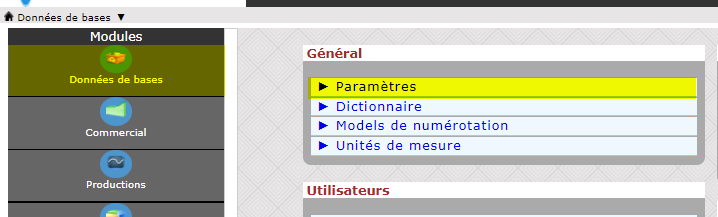 Données de bases ▼
Modules
Données de bases
Commercial
Productions
Général
► Paramètres
► Dictionnaire
► Models de numérotation
► Unités de mesure
Utilisateurs